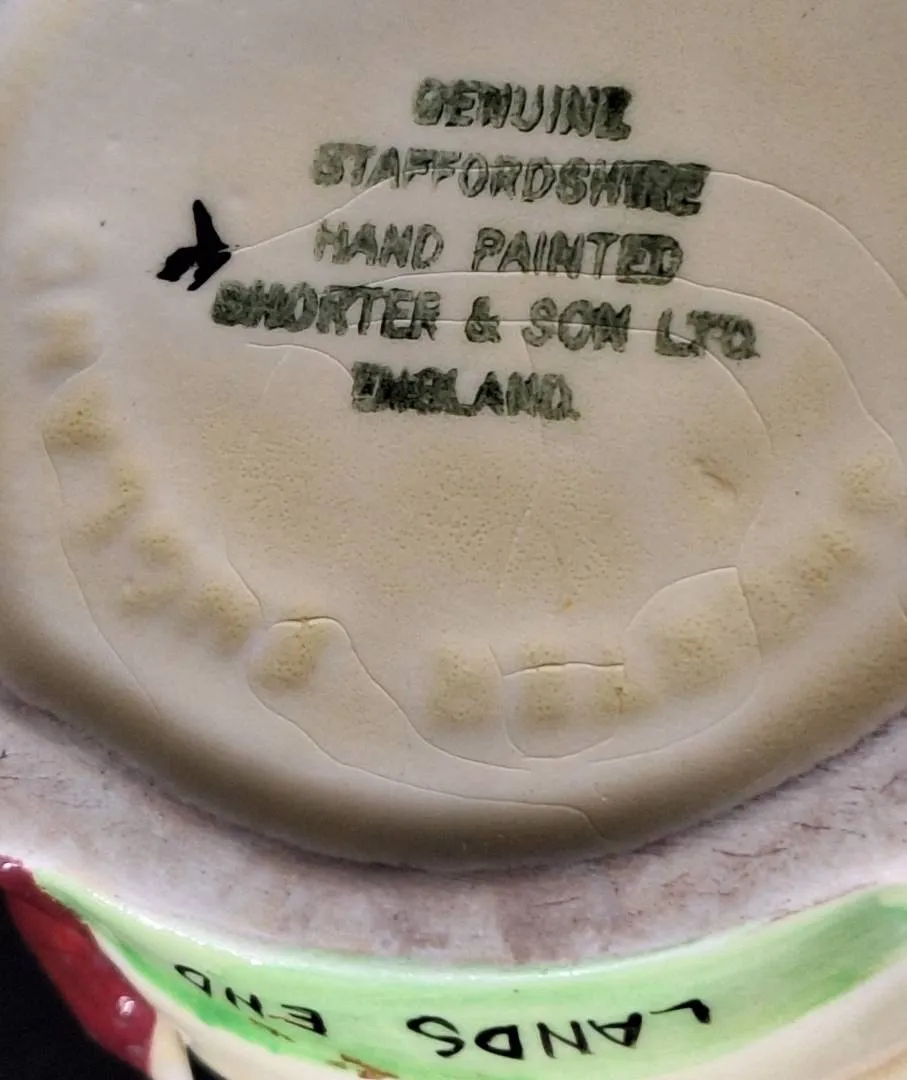 GENUINE
STAFFORDSHIRE
HAND PAINTED
SHORTER & SON LTD
ENGLAND.
LANDS END